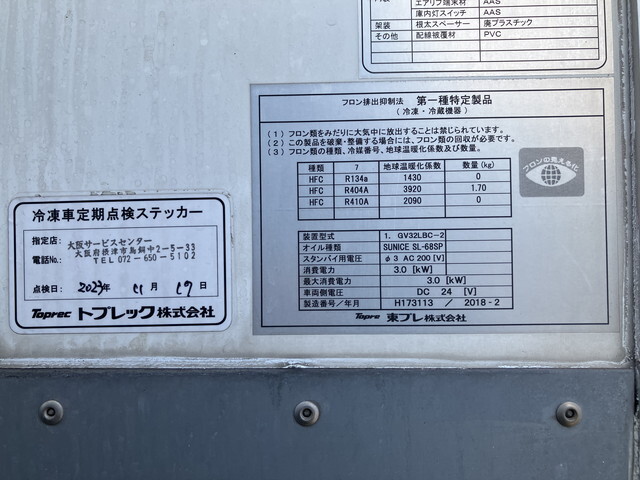 エアリブ端末材 AAS
庫内灯スイッチ AAS
架装 根太スペーサー 廃プラスチック
その他 配線被覆材 PVC
フロン排出抑制法 第一種特定製品
(冷凍・冷蔵機器)
(1) フロン類をみだりに大気中に放出することは禁じられています。
(2) この製品を破棄・整備する場合には、フロン類の回収が必要です。
(3) フロン類の種類、冷媒番号、地球温暖化係数及び数量。
種類 7 地球温暖化係数 数量(kg)
HFC R134a 1430 0
HFC R404A 3920 1.70
HFC R410A 2090 0
フロンの見える化
装置型式 1. GV32LBC-2
オイル種類 SUNICE SL-68SP
スタンバイ用電圧 φ3 AC 200 [V]
消費電力 3.0 [kW]
最大消費電力 3.0 [kW]
車両側電圧 DC 24 [V]
製造番号/年月 H173113 / 2018-2
Topre 東プレ株式会社
冷凍車定期点検ステッカー
指定店: 大阪サービスセンター
大阪府摂津市鳥飼中2-5-33
電話No. TEL 072-650-5102
点検日: 2023年 11月 17日
Toprec トプレック株式会社